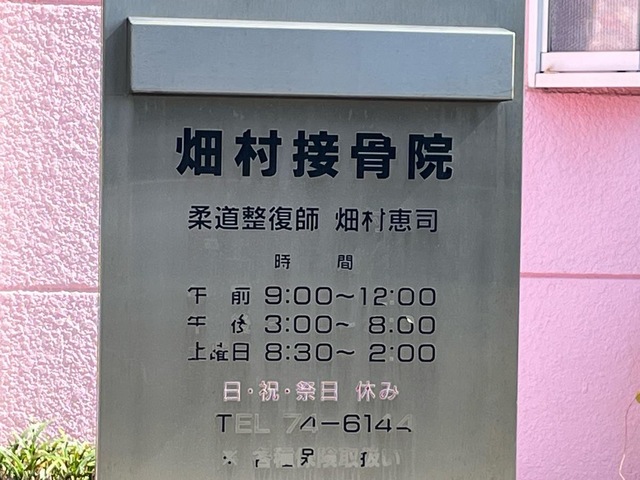 畑村接骨院
柔道整復師 畑村恵司
時間
午前 9:00〜12:00
午後 3:00〜 8:00
土曜日 8:30〜 2:00
日・祝・祭日 休み
TEL 74-6144
※ 各種保険取扱い